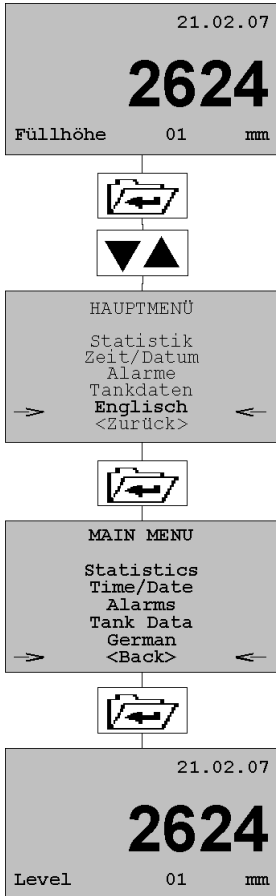 21.02.07
2624
Füllhöhe 01 mm
HAUPTMENÜ
Statistik
Zeit/Datum
Alarme
Tankdaten
Englisch
<Zurück>
MAIN MENU
Statistics
Time/Date
Alarms
Tank Data
German
<Back>
21.02.07
2624
Level 01 mm